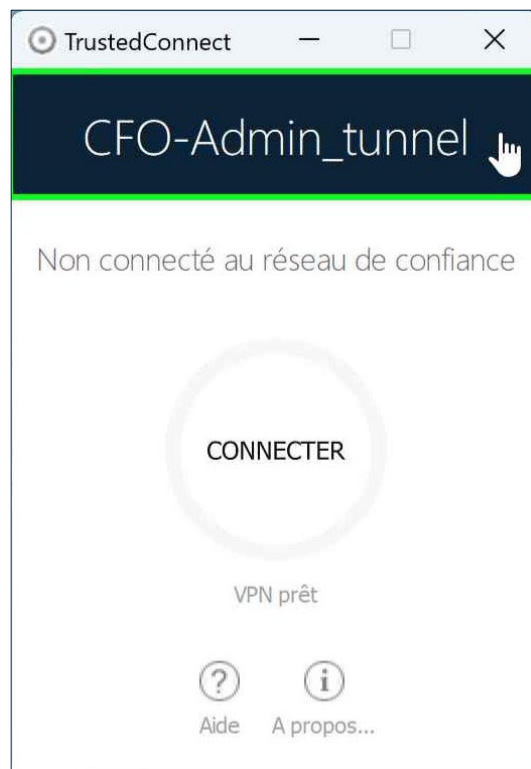 TrustedConnect
CFO-Admin_tunnel
Non connecté au réseau de confiance
CONNECTER
VPN prêt
Aide A propos...